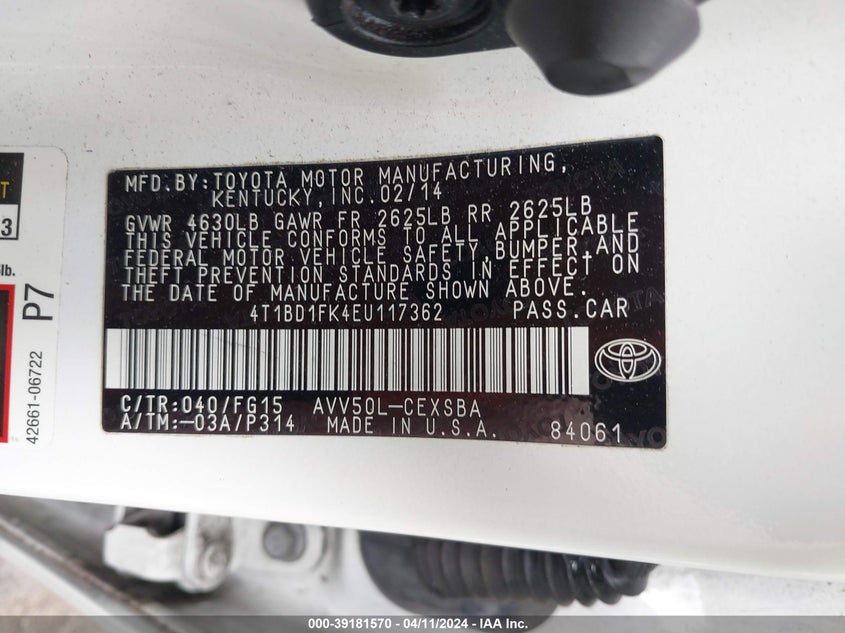 MFD. BY: TOYOTA MOTOR MANUFACTURING,
KENTUCKY, INC. 02/14
GVWR 4630LB GAWR FR 2625LB RR 2625LB
THIS VEHICLE CONFORMS TO ALL APPLICABLE
FEDERAL MOTOR VEHICLE SAFETY, BUMPER, AND
THEFT PREVENTION STANDARDS IN EFFECT ON
THE DATE OF MANUFACTURE SHOWN ABOVE.
4T1BD1FK4EU117362 PASS.CAR
C/TR: 040/FG15 AVV50L-CEXSBA
A/TM: -03A/P314 MADE IN U.S.A. 84061
3
lb.
P7
42661-06722
000-39181570 - 04/11/2024 - IAA Inc.